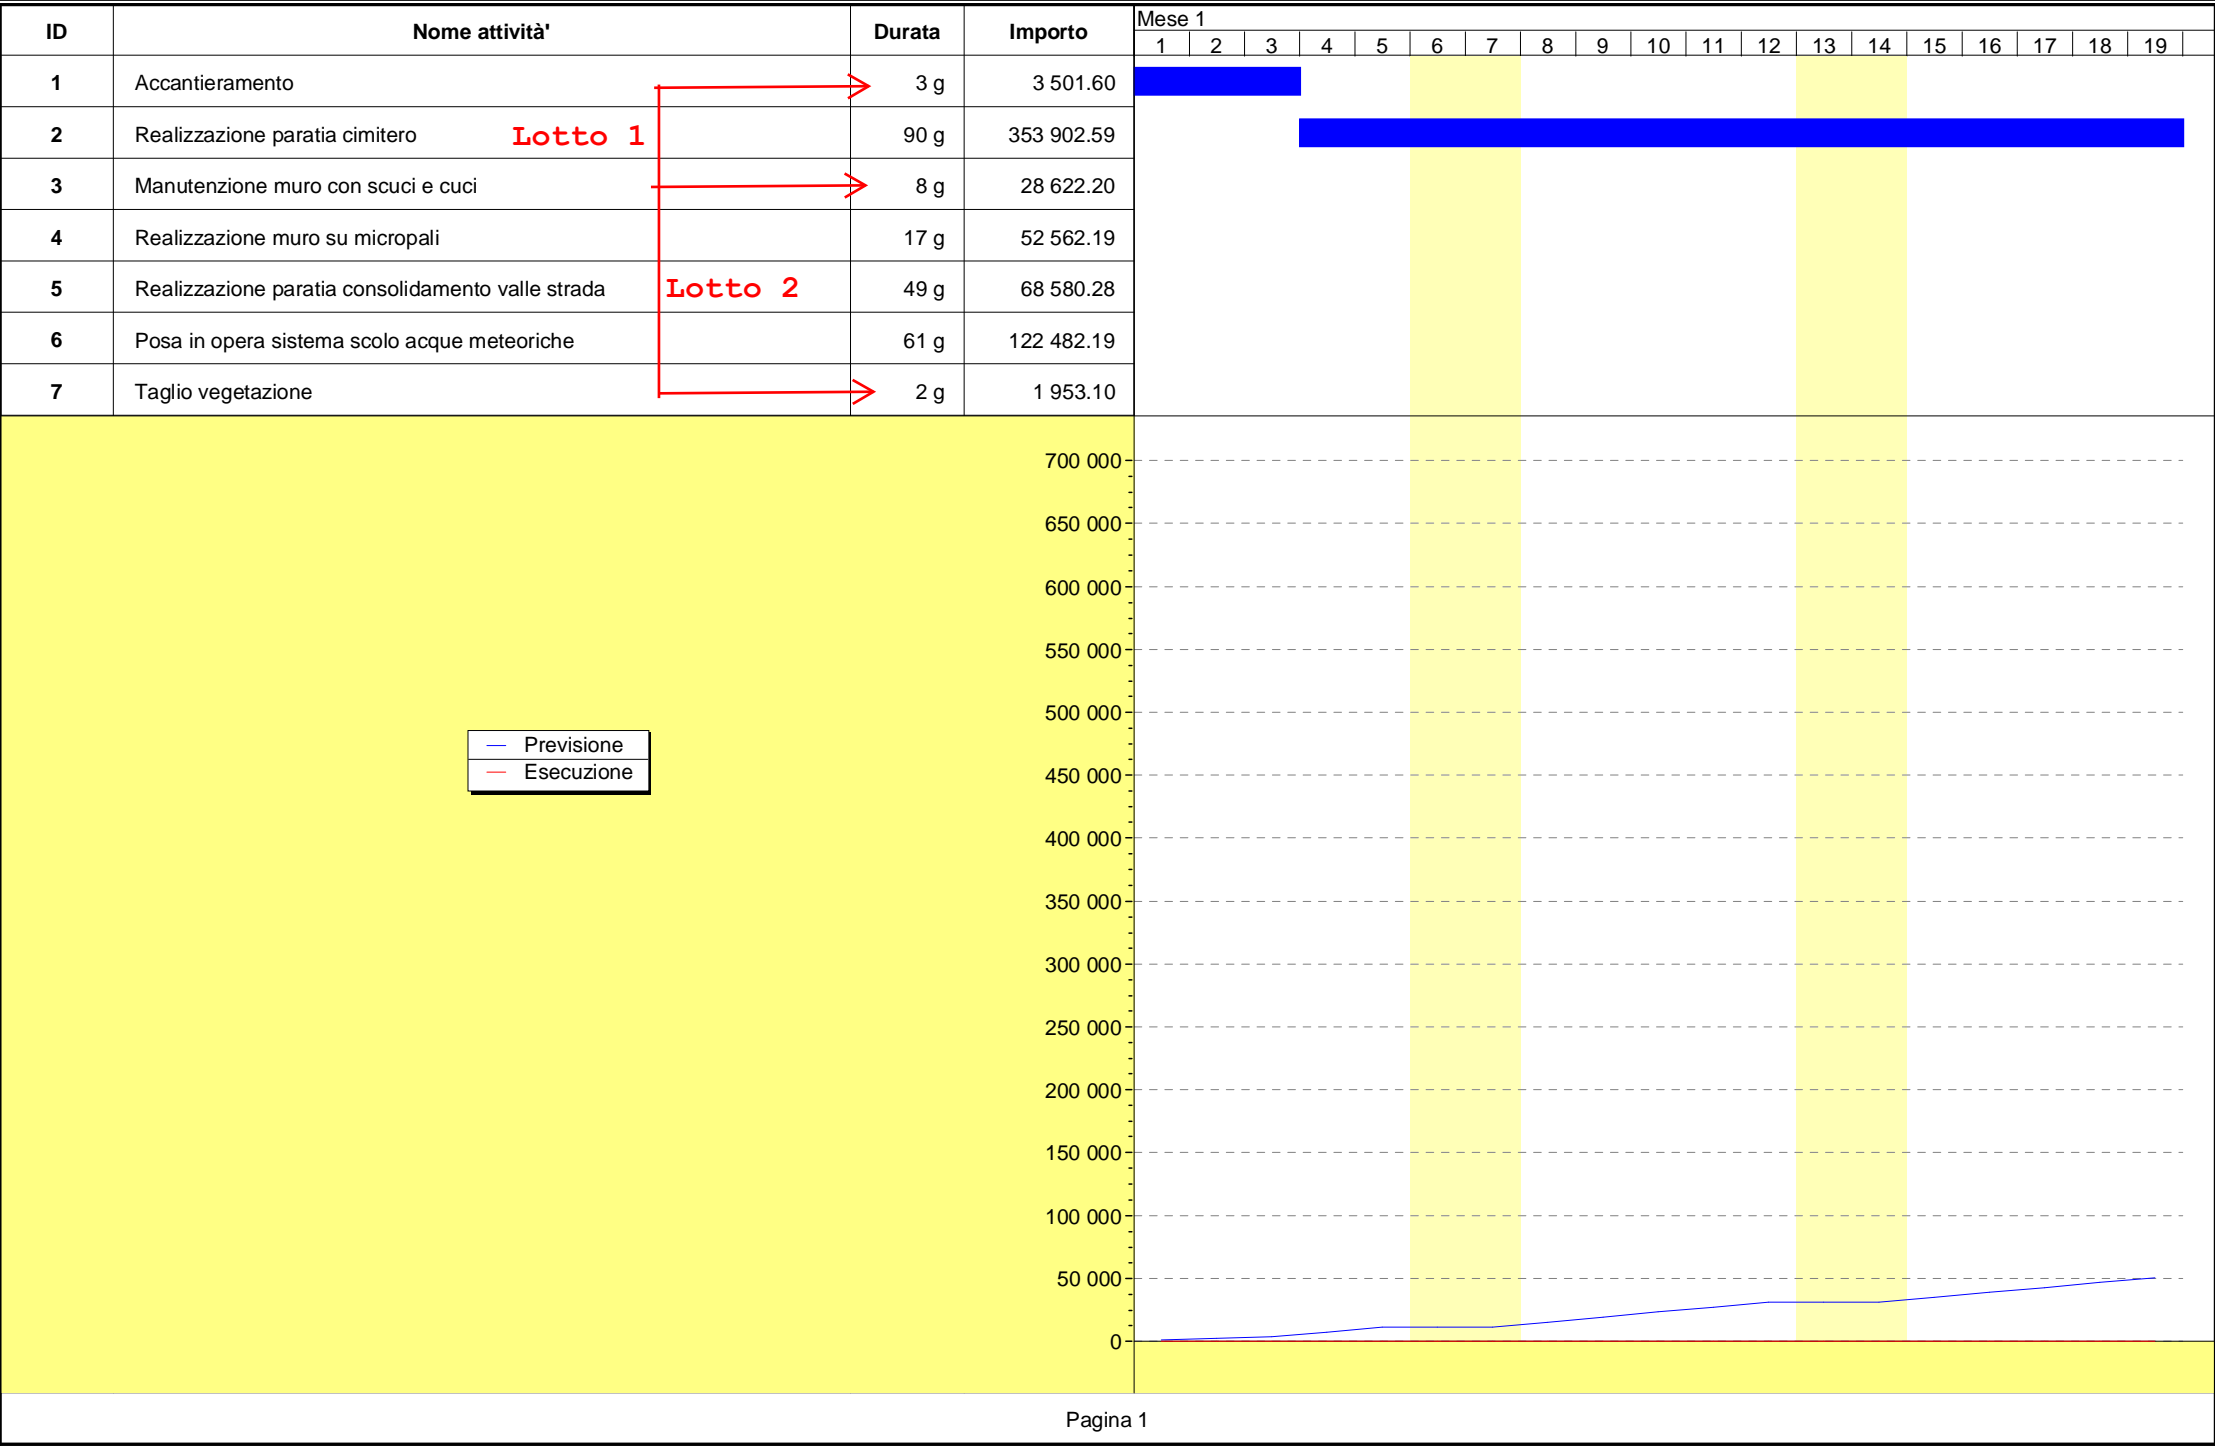 ID Nome attività' Durata Importo Mese 1
1 2 3 4 5 6 7 8 9 10 11 12 13 14 15 16 17 18 19
1 Accantieramento 3 g 3 501.60
2 Realizzazione paratia cimitero Lotto 1 90 g 353 902.59
3 Manutenzione muro con scuci e cuci 8 g 28 622.20
4 Realizzazione muro su micropali 17 g 52 562.19
5 Realizzazione paratia consolidamento valle strada Lotto 2 49 g 68 580.28
6 Posa in opera sistema scolo acque meteoriche 61 g 122 482.19
7 Taglio vegetazione 2 g 1 953.10
700 000
650 000
600 000
550 000
500 000
Previsione
Esecuzione
450 000
400 000
350 000
300 000
250 000
200 000
150 000
100 000
50 000
0
Pagina 1